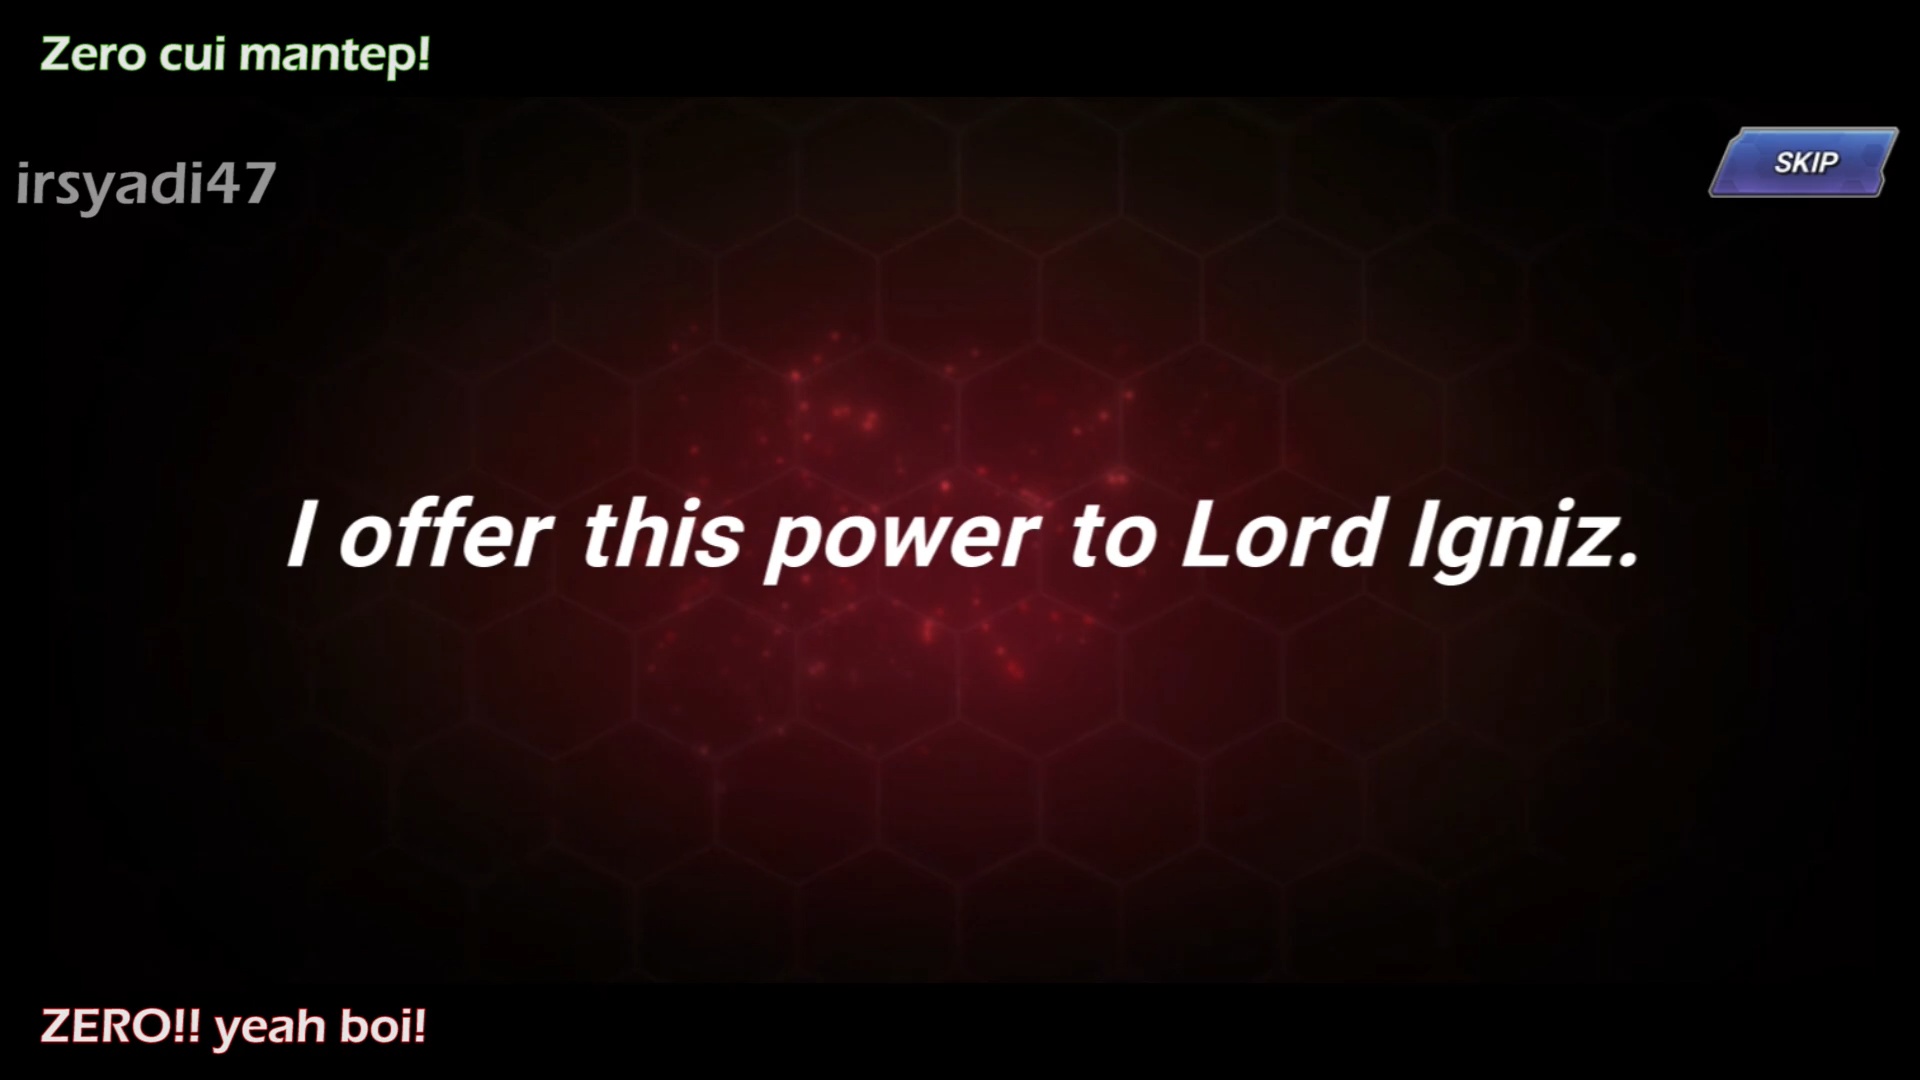 Zero cui mantep!
irsyadi47
SKIP
I offer this power to Lord Igniz.
ZERO!! yeah boi!